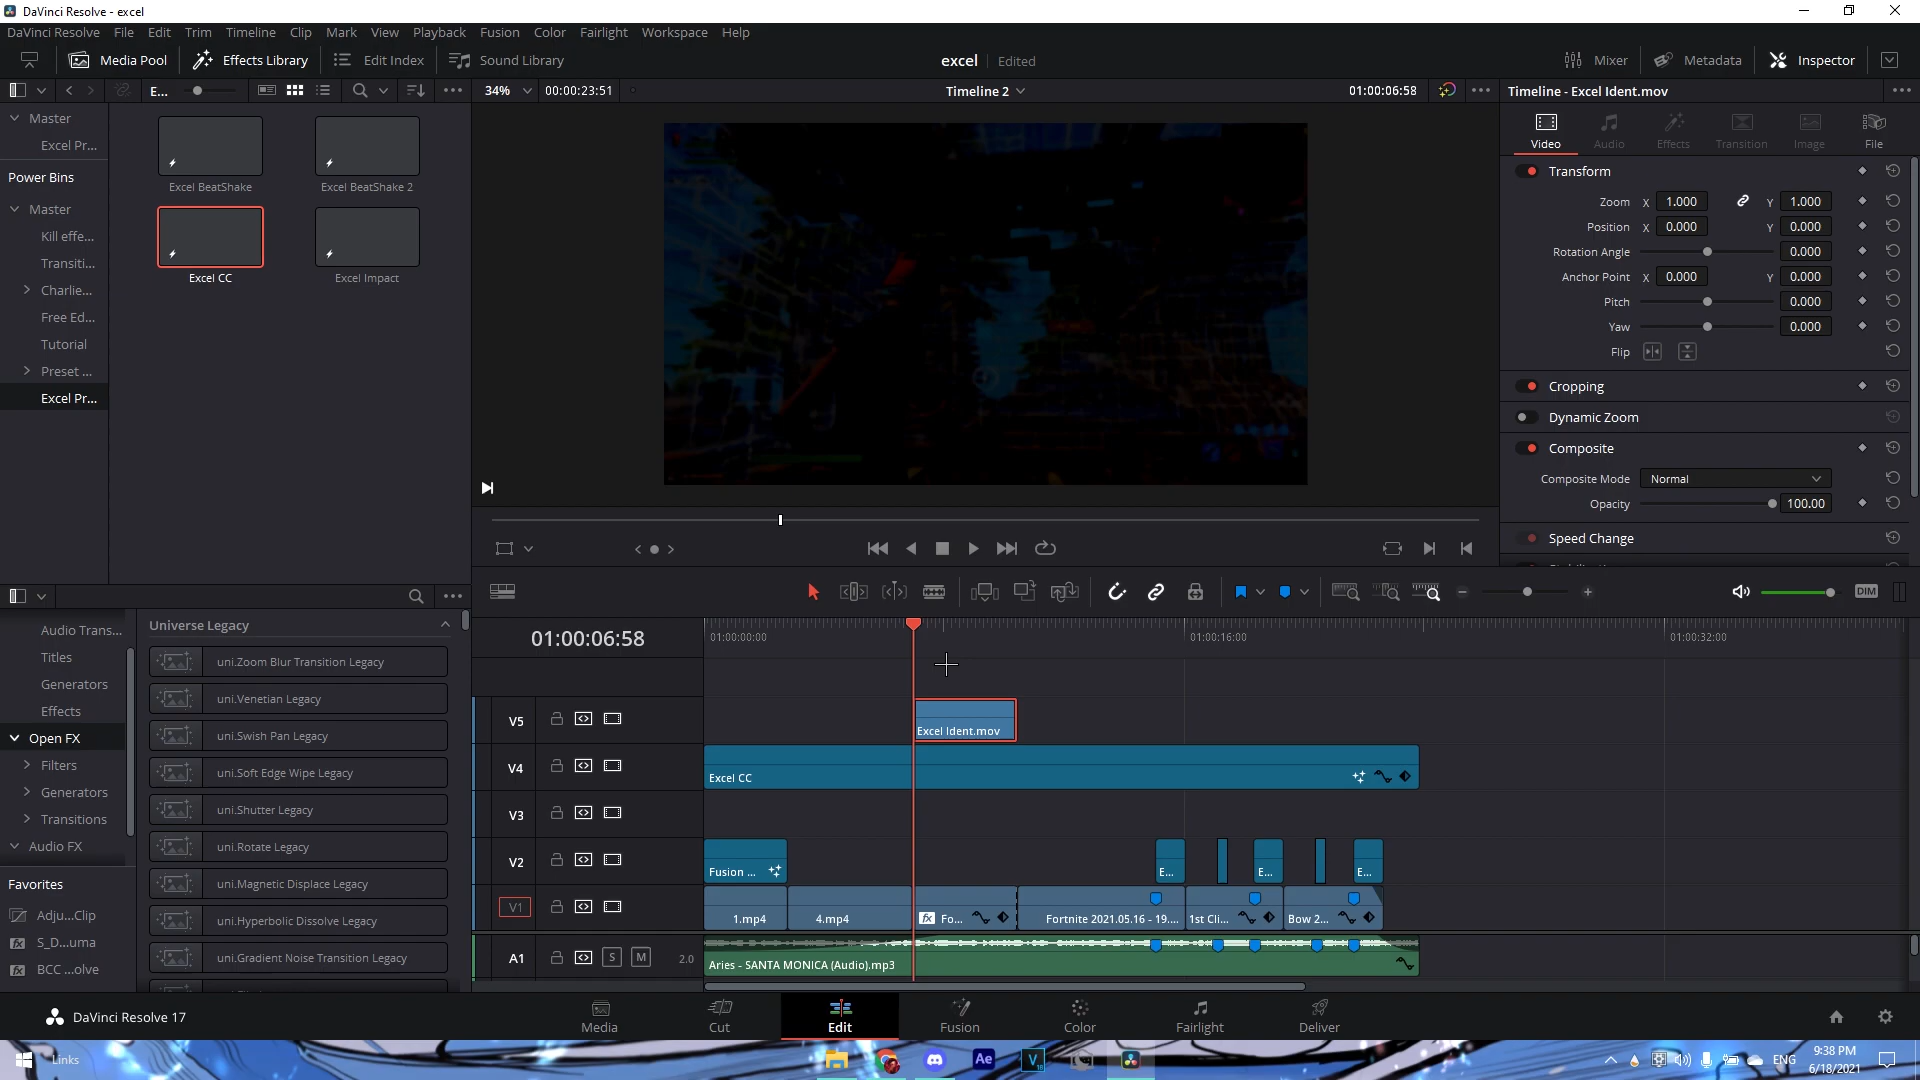 DaVinci Resolve - excel
DaVinci Resolve File Edit Trim Timeline Clip Mark View Playback Fusion Color Fairlight Workspace Help
Media Pool Effects Library Edit Index Sound Library excel Edited Mixer Metadata Inspector
E... 34% 00:00:23:51 Timeline 2 01:00:06:58 Timeline - Excel Ident.mov
Master
Excel Pr...
Power Bins
Master
Kill effe...
Transiti...
Charlie...
Free Ed...
Tutorial
Preset ...
Excel Pr...
Excel BeatShake Excel BeatShake 2
Excel CC Excel Impact
Video Audio Effects Transition Image File
Transform
Zoom X 1.000 Y 1.000
Position X 0.000 Y 0.000
Rotation Angle 0.000
Anchor Point X 0.000 Y 0.000
Pitch 0.000
Yaw 0.000
Flip
Cropping
Dynamic Zoom
Composite
Composite Mode Normal
Opacity 100.00
Speed Change
Audio Trans...
Titles
Generators
Effects
Open FX
Filters
Generators
Transitions
Audio FX
Favorites
Adju...Clip
S_D...uma
BCC ...olve
Universe Legacy
uni.Zoom Blur Transition Legacy
uni.Venetian Legacy
uni.Swish Pan Legacy
uni.Soft Edge Wipe Legacy
uni.Shutter Legacy
uni.Rotate Legacy
uni.Magnetic Displace Legacy
uni.Hyperbolic Dissolve Legacy
uni.Gradient Noise Transition Legacy
DIM
01:00:06:58 01:00:00:00 01:00:16:00 01:00:32:00
V5 Excel Ident.mov
V4 Excel CC
V3
V2 Fusion ... E... E... E...
V1 1.mp4 4.mp4 fx Fo... Fortnite 2021.05.16 - 19.... 1st Cli... Bow 2...
A1 S M 2.0 Aries - SANTA MONICA (Audio).mp3
DaVinci Resolve 17 Media Cut Edit Fusion Color Fairlight Deliver
Links Ae V 18 ENG 9:38 PM
6/18/2021